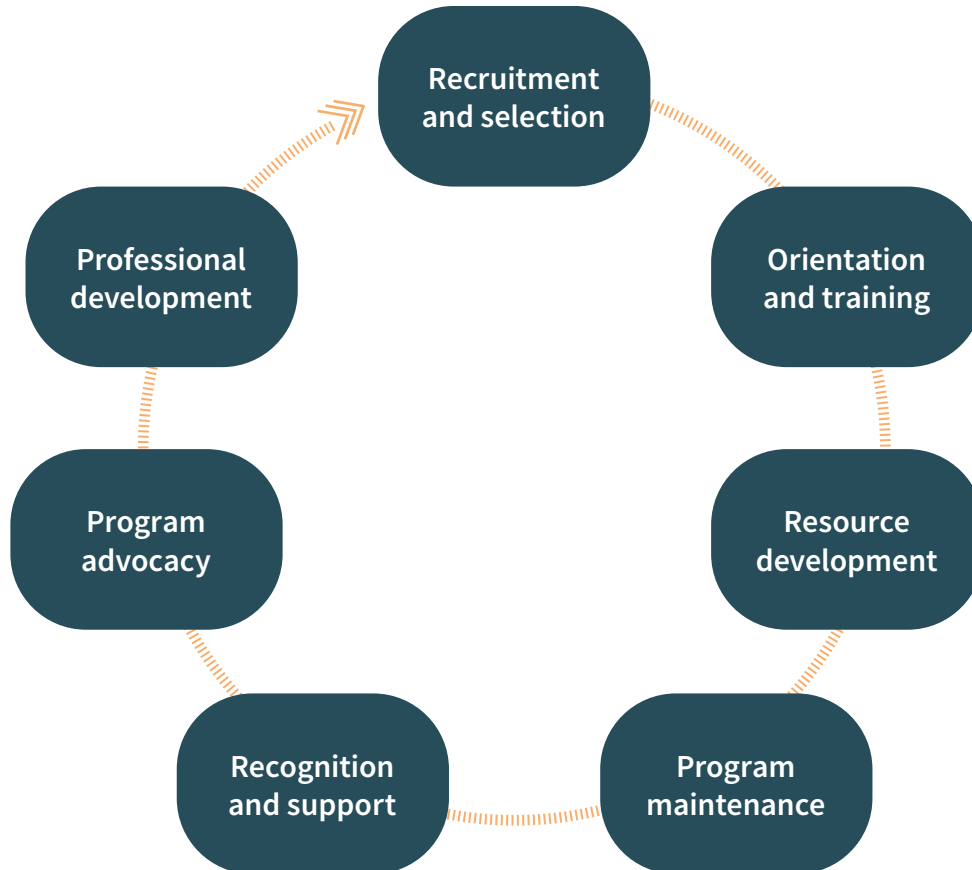 Recruitment
and selection
Orientation
and training
Resource
development
Program
maintenance
Recognition
and support
Program
advocacy
Professional
development